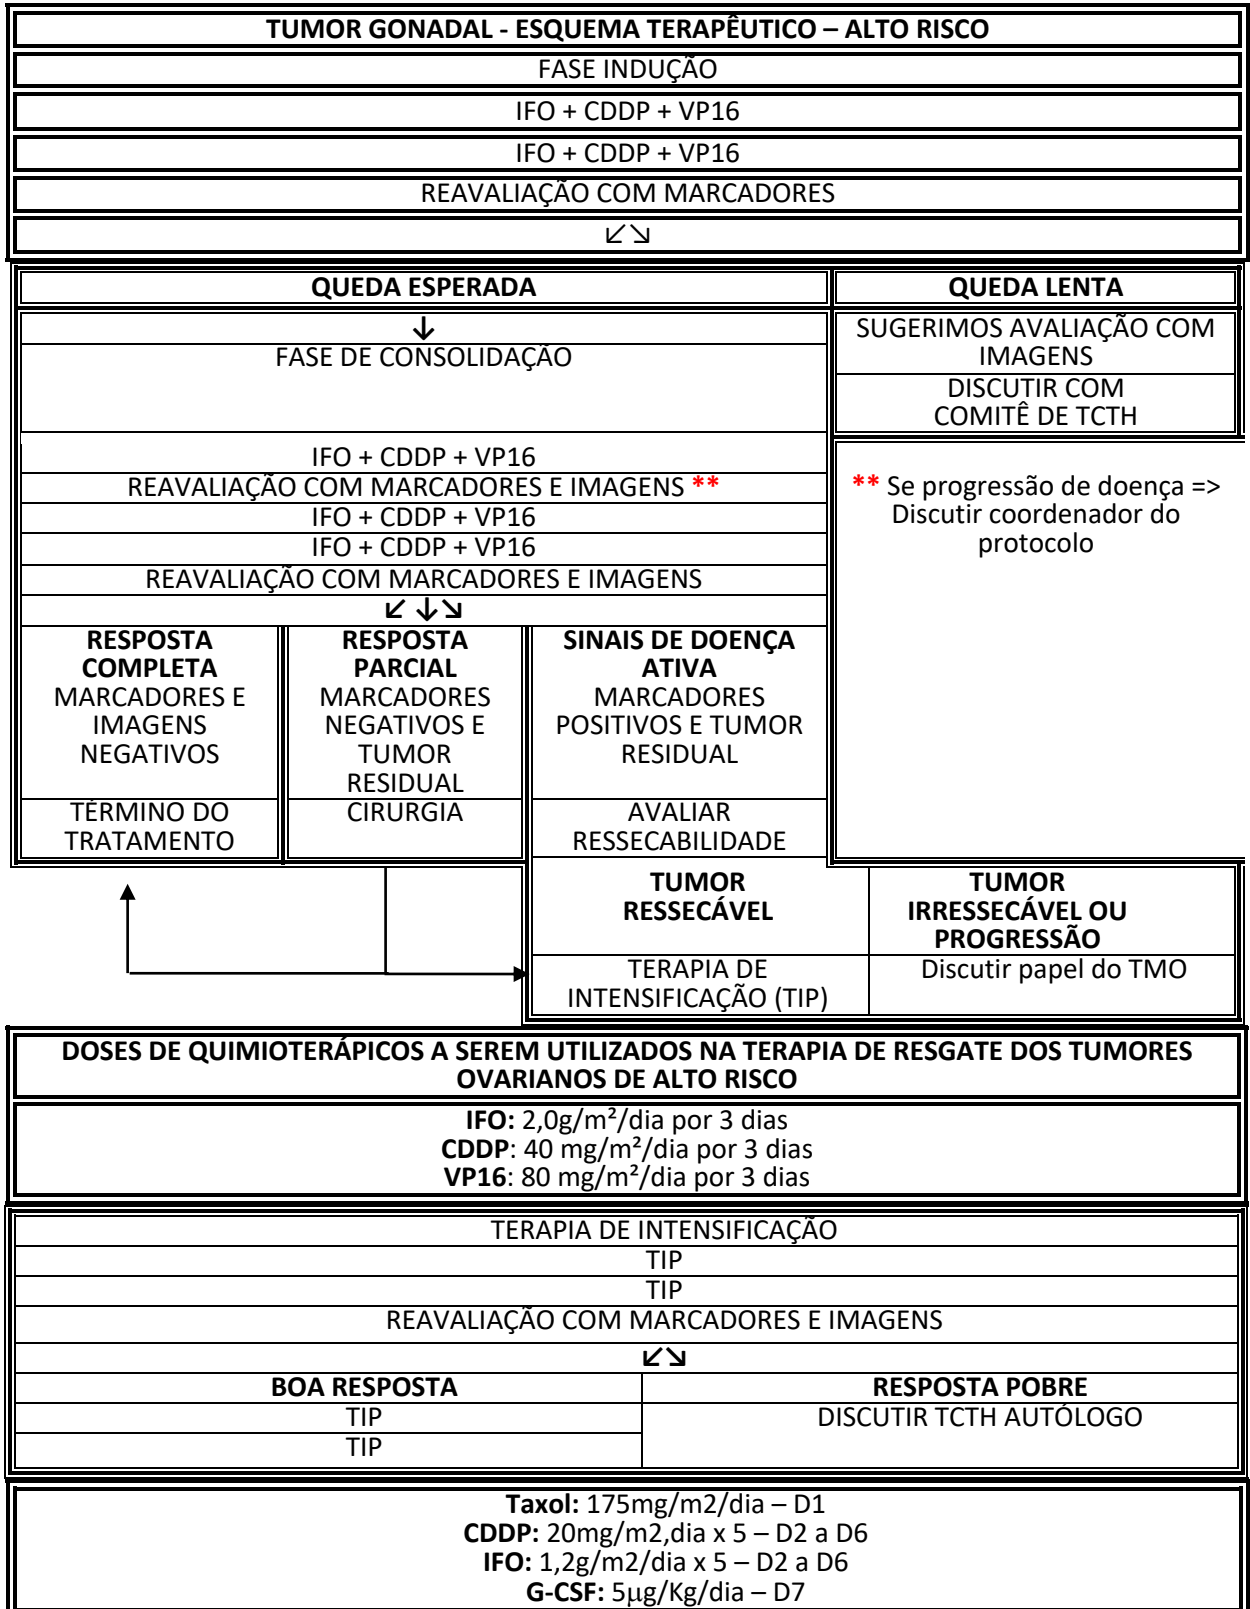 TUMOR GONADAL - ESQUEMA TERAPÊUTICO – ALTO RISCO
FASE INDUÇÃO
IFO + CDDP + VP16
IFO + CDDP + VP16
REAVALIAÇÃO COM MARCADORES
↙↘
QUEDA ESPERADA
↓
FASE DE CONSOLIDAÇÃO
IFO + CDDP + VP16
REAVALIAÇÃO COM MARCADORES E IMAGENS **
IFO + CDDP + VP16
IFO + CDDP + VP16
REAVALIAÇÃO COM MARCADORES E IMAGENS
↙↓↘
QUEDA LENTA
SUGERIMOS AVALIAÇÃO COM
IMAGENS
DISCUTIR COM
COMITÊ DE TCTH
** Se progressão de doença =>
Discutir coordenador do
protocolo
RESPOSTA
COMPLETA
MARCADORES E
IMAGENS
NEGATIVOS
TÉRMINO DO
TRATAMENTO
RESPOSTA
PARCIAL
MARCADORES
NEGATIVOS E
TUMOR
RESIDUAL
CIRURGIA
SINAIS DE DOENÇA
ATIVA
MARCADORES
POSITIVOS E TUMOR
RESIDUAL
AVALIAR
RESSECABILIDADE
TUMOR
RESSECÁVEL
TERAPIA DE
INTENSIFICAÇÃO (TIP)
TUMOR
IRRESSECÁVEL OU
PROGRESSÃO
Discutir papel do TMO
DOSES DE QUIMIOTERÁPICOS A SEREM UTILIZADOS NA TERAPIA DE RESGATE DOS TUMORES
OVARIANOS DE ALTO RISCO
IFO: 2,0g/m²/dia por 3 dias
CDDP: 40 mg/m²/dia por 3 dias
VP16: 80 mg/m²/dia por 3 dias
TERAPIA DE INTENSIFICAÇÃO
TIP
TIP
REAVALIAÇÃO COM MARCADORES E IMAGENS
↙↘
BOA RESPOSTA
TIP
TIP
RESPOSTA POBRE
DISCUTIR TCTH AUTÓLOGO
Taxol: 175mg/m2/dia – D1
CDDP: 20mg/m2,dia x 5 – D2 a D6
IFO: 1,2g/m2/dia x 5 – D2 a D6
G-CSF: 5μg/Kg/dia – D7